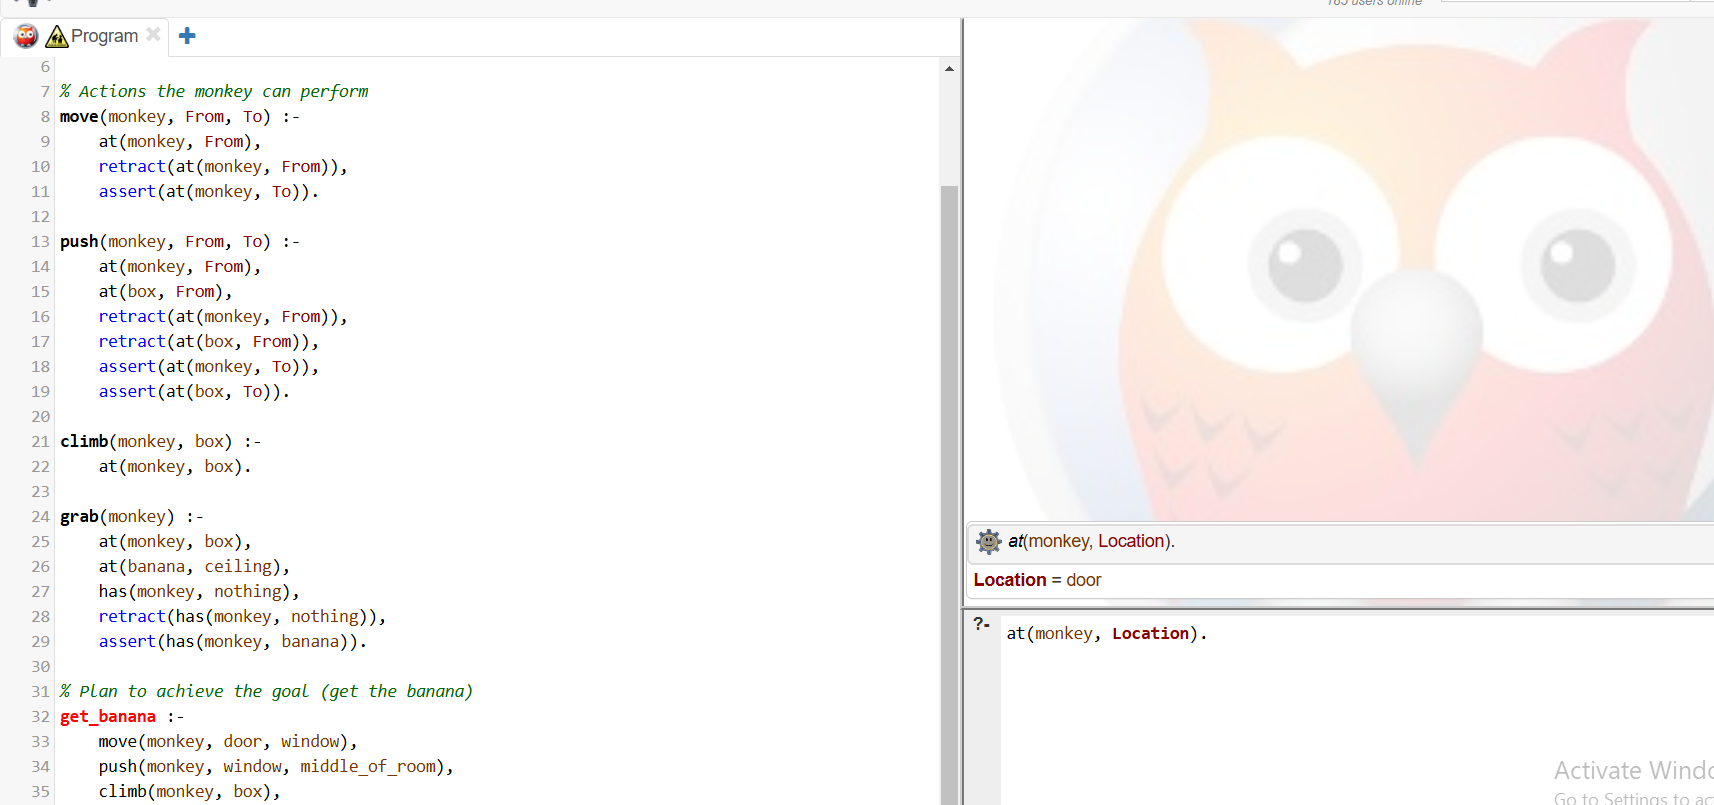 185 users online
Program
6
7 % Actions the monkey can perform
8 move(monkey, From, To) :-
9     at(monkey, From),
10     retract(at(monkey, From)),
11     assert(at(monkey, To)).
12
13 push(monkey, From, To) :-
14     at(monkey, From),
15     at(box, From),
16     retract(at(monkey, From)),
17     retract(at(box, From)),
18     assert(at(monkey, To)),
19     assert(at(box, To)).
20
21 climb(monkey, box) :-
22     at(monkey, box).
23
24 grab(monkey) :-
25     at(monkey, box),
26     at(banana, ceiling),
27     has(monkey, nothing),
28     retract(has(monkey, nothing)),
29     assert(has(monkey, banana)).
30
31 % Plan to achieve the goal (get the banana)
32 get_banana :-
33     move(monkey, door, window),
34     push(monkey, window, middle_of_room),
35     climb(monkey, box),
at(monkey, Location).
Location = door
?- at(monkey, Location).
Activate Windo
Go to Settings to ac